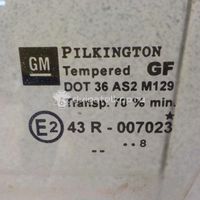 GM PILKINGTON
Tempered GF
DOT 36 AS2 M129
Transp. 70 % min.
E2 43 R - 007023
. . 8